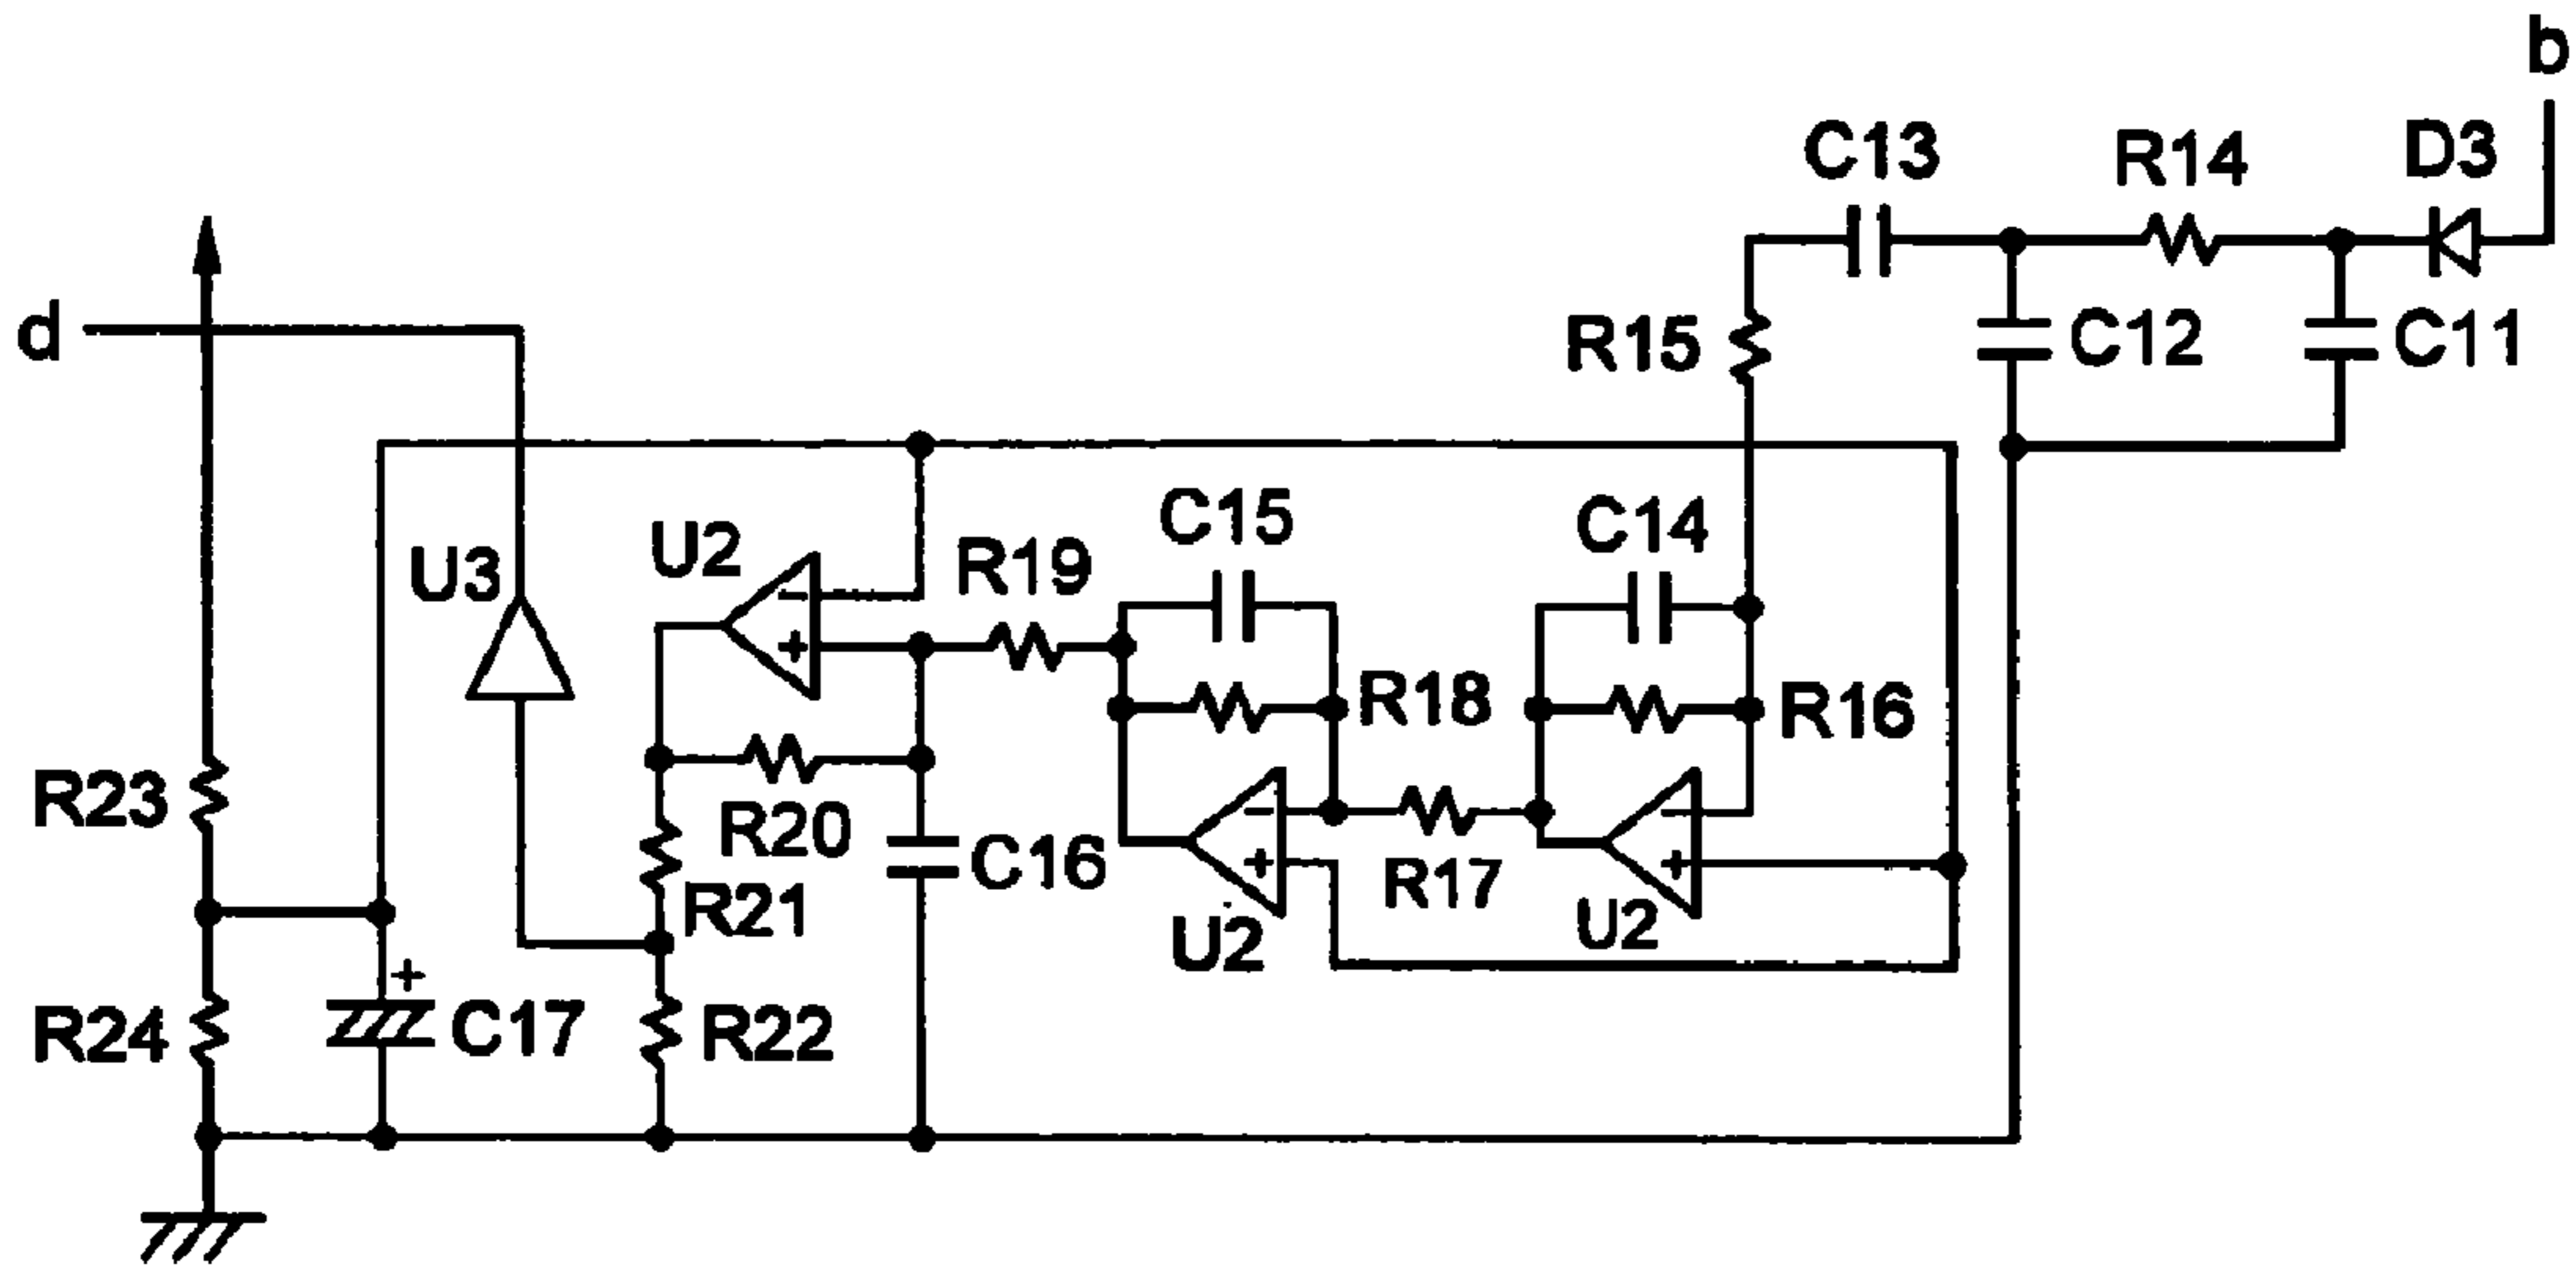 b
C13
R14
D3
d
R15
C12
C11
U3
U2
R19
C15
C14
-
+
R18
R16
R23
R20
-
+
-
+
C16
R21
R17
U2
U2
+
R24
C17
R22